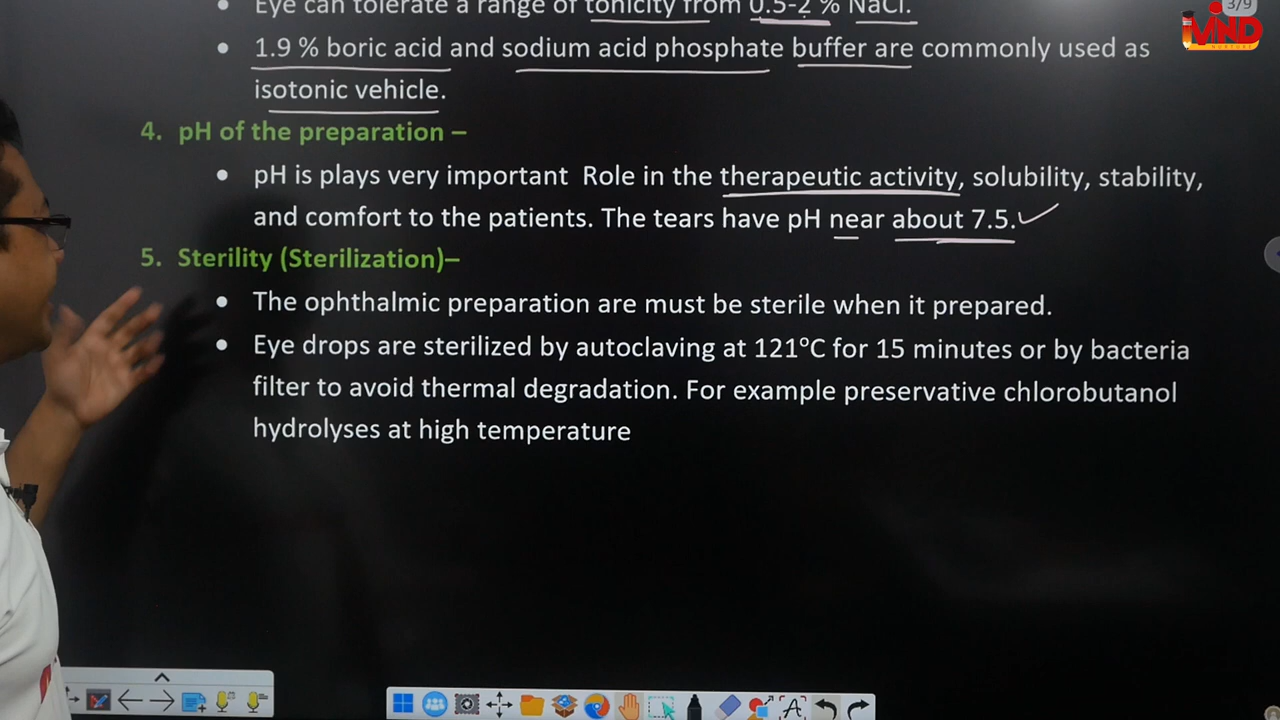 3/9
Eye can tolerate a range of tonicity from 0.5-2 % NaCl.
MIND
NURTURE
• 1.9 % boric acid and sodium acid phosphate buffer are commonly used as
isotonic vehicle.
4. pH of the preparation –
• pH is plays very important Role in the therapeutic activity, solubility, stability,
and comfort to the patients. The tears have pH near about 7.5.
5. Sterility (Sterilization)–
• The ophthalmic preparation are must be sterile when it prepared.
• Eye drops are sterilized by autoclaving at 121°C for 15 minutes or by bacteria
filter to avoid thermal degradation. For example preservative chlorobutanol
hydrolyses at high temperature